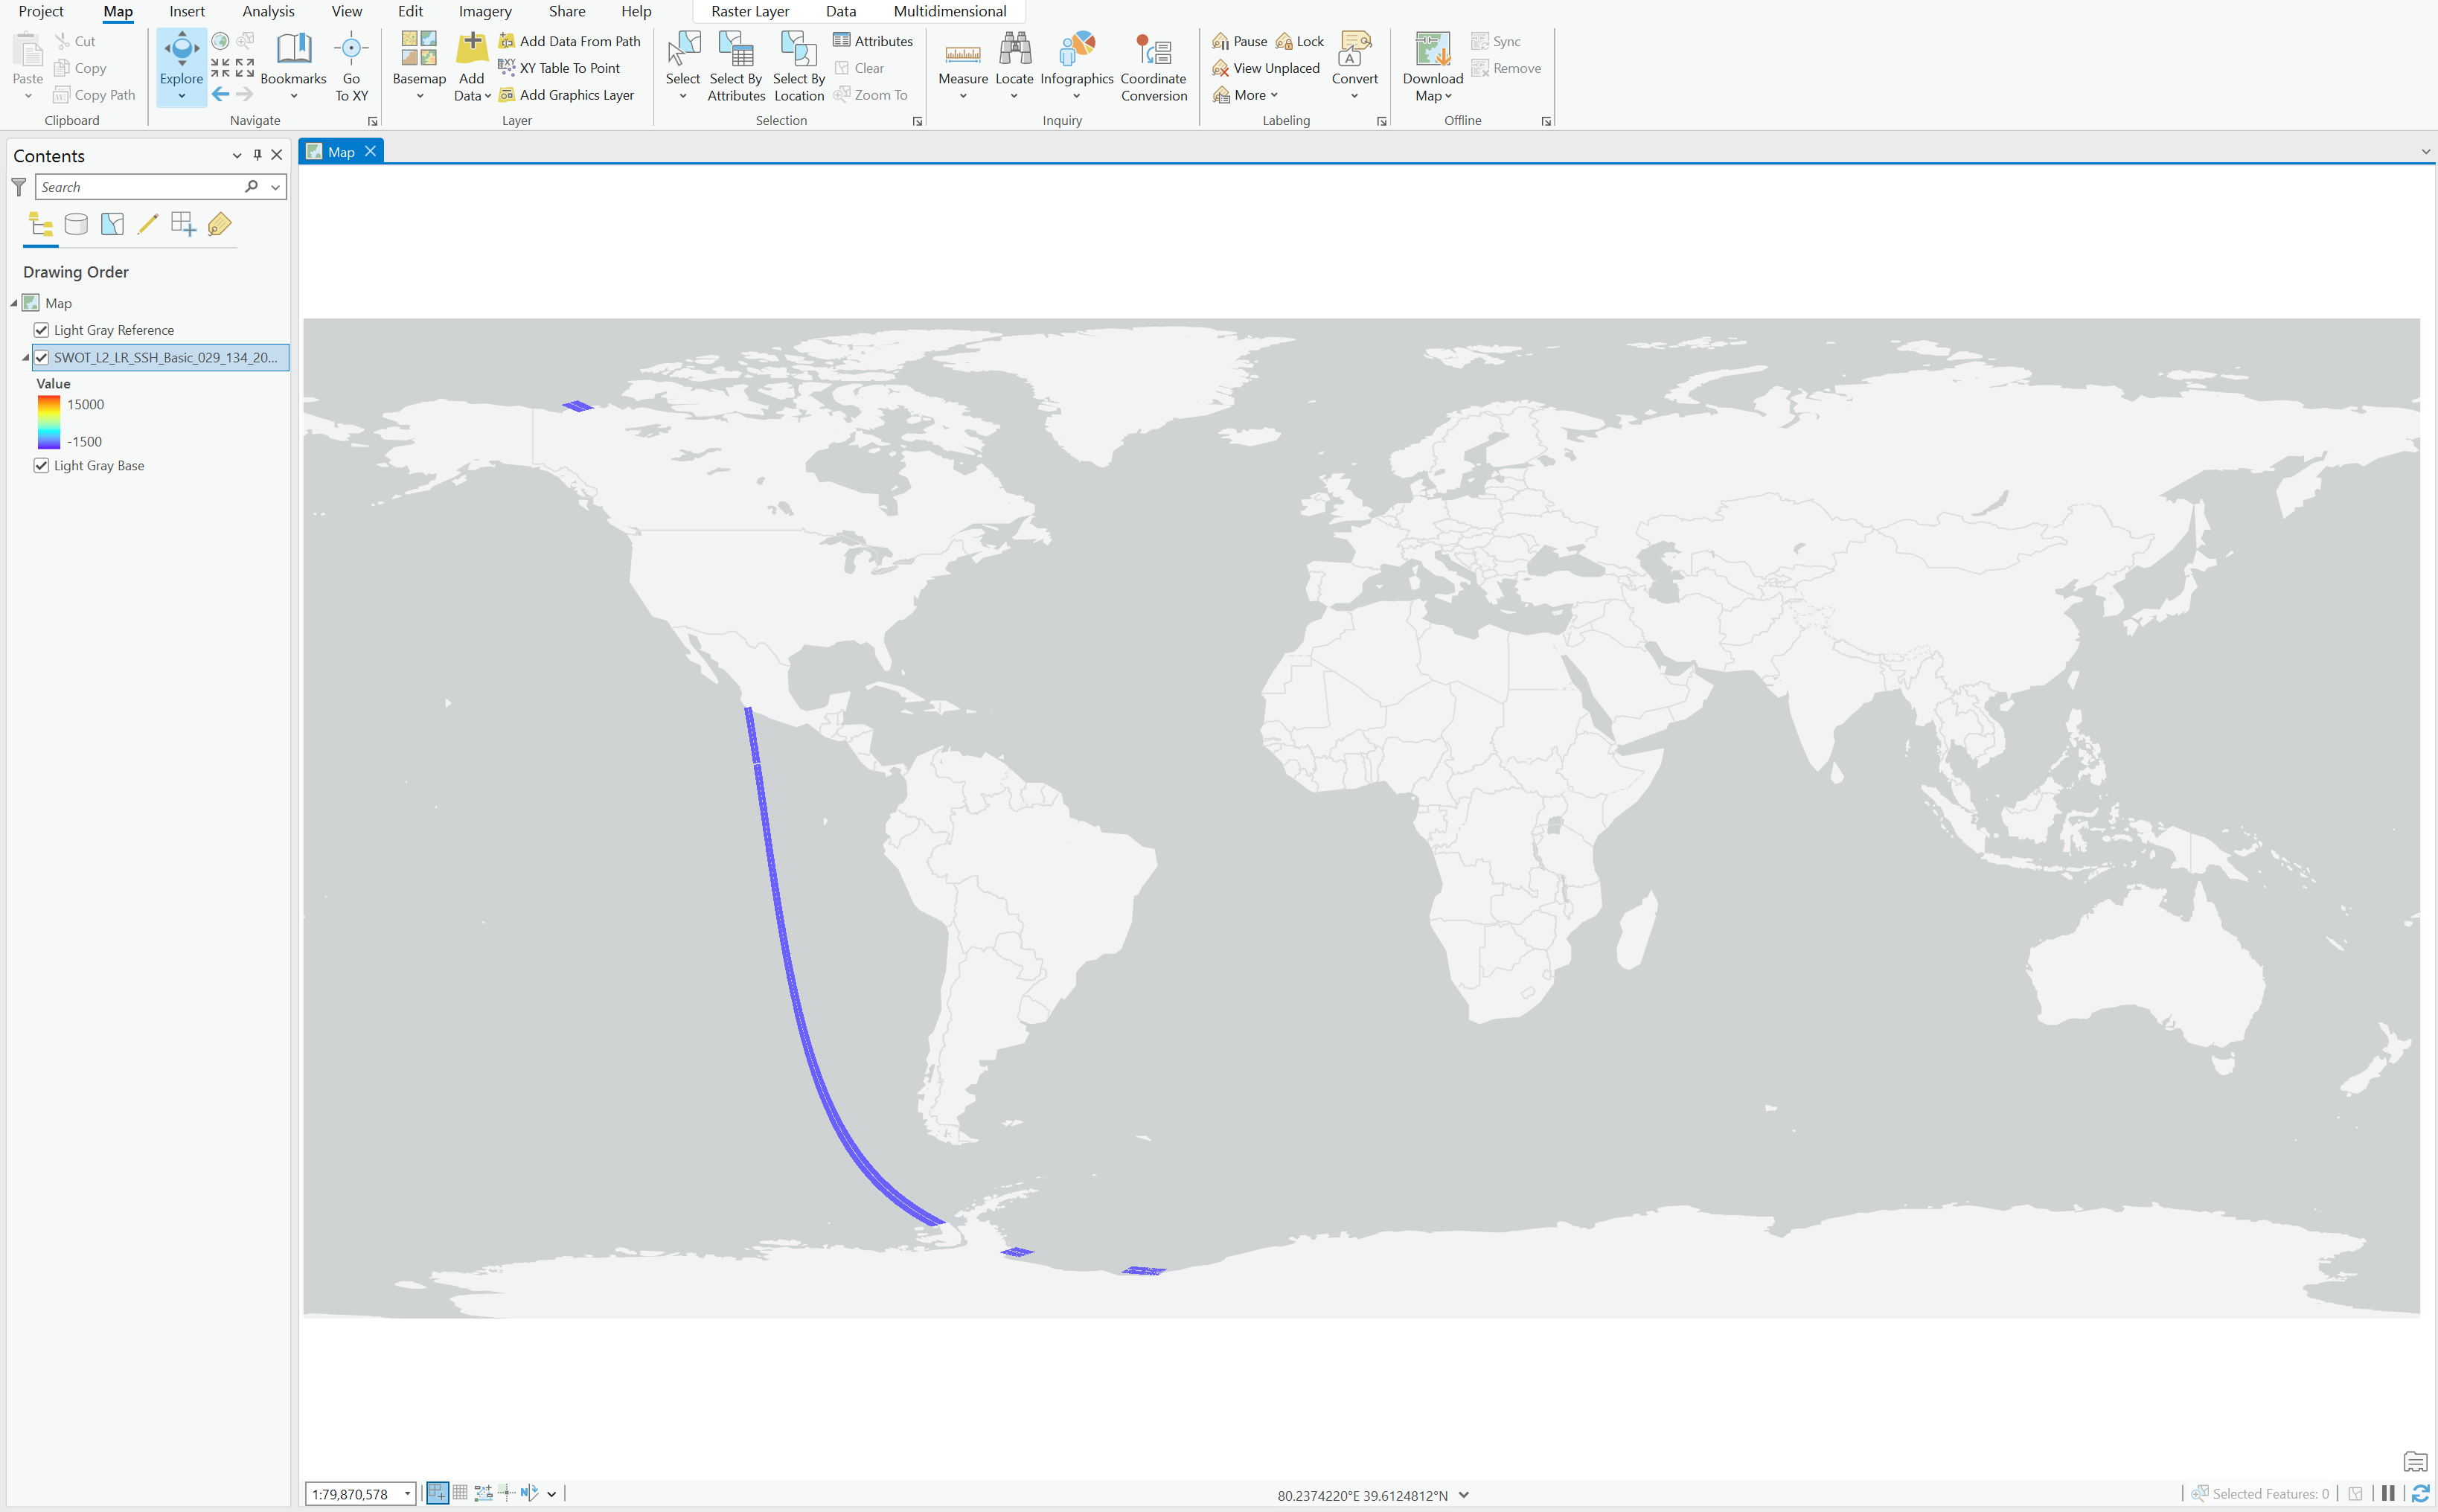 Project Map Insert Analysis View Edit Imagery Share Help Raster Layer Data Multidimensional
Paste
Cut
Copy
Copy Path
Clipboard
Explore
Bookmarks
Go
To XY
Navigate
Basemap
Add
Data
Add Data From Path
XY Table To Point
Add Graphics Layer
Layer
Select
Select By
Attributes
Select By
Location
Attributes
Clear
Zoom To
Selection
Measure
Locate
Infographics
Coordinate
Conversion
Inquiry
Pause
Lock
View Unplaced
More
Convert
Labeling
Download
Map
Sync
Remove
Offline
Contents
Search
Drawing Order
Map
Light Gray Reference
SWOT_L2_LR_SSH_Basic_029_134_20...
Value
15000
-1500
Light Gray Base
Map
1:79,870,578
80.2374220°E 39.6124812°N
Selected Features: 0